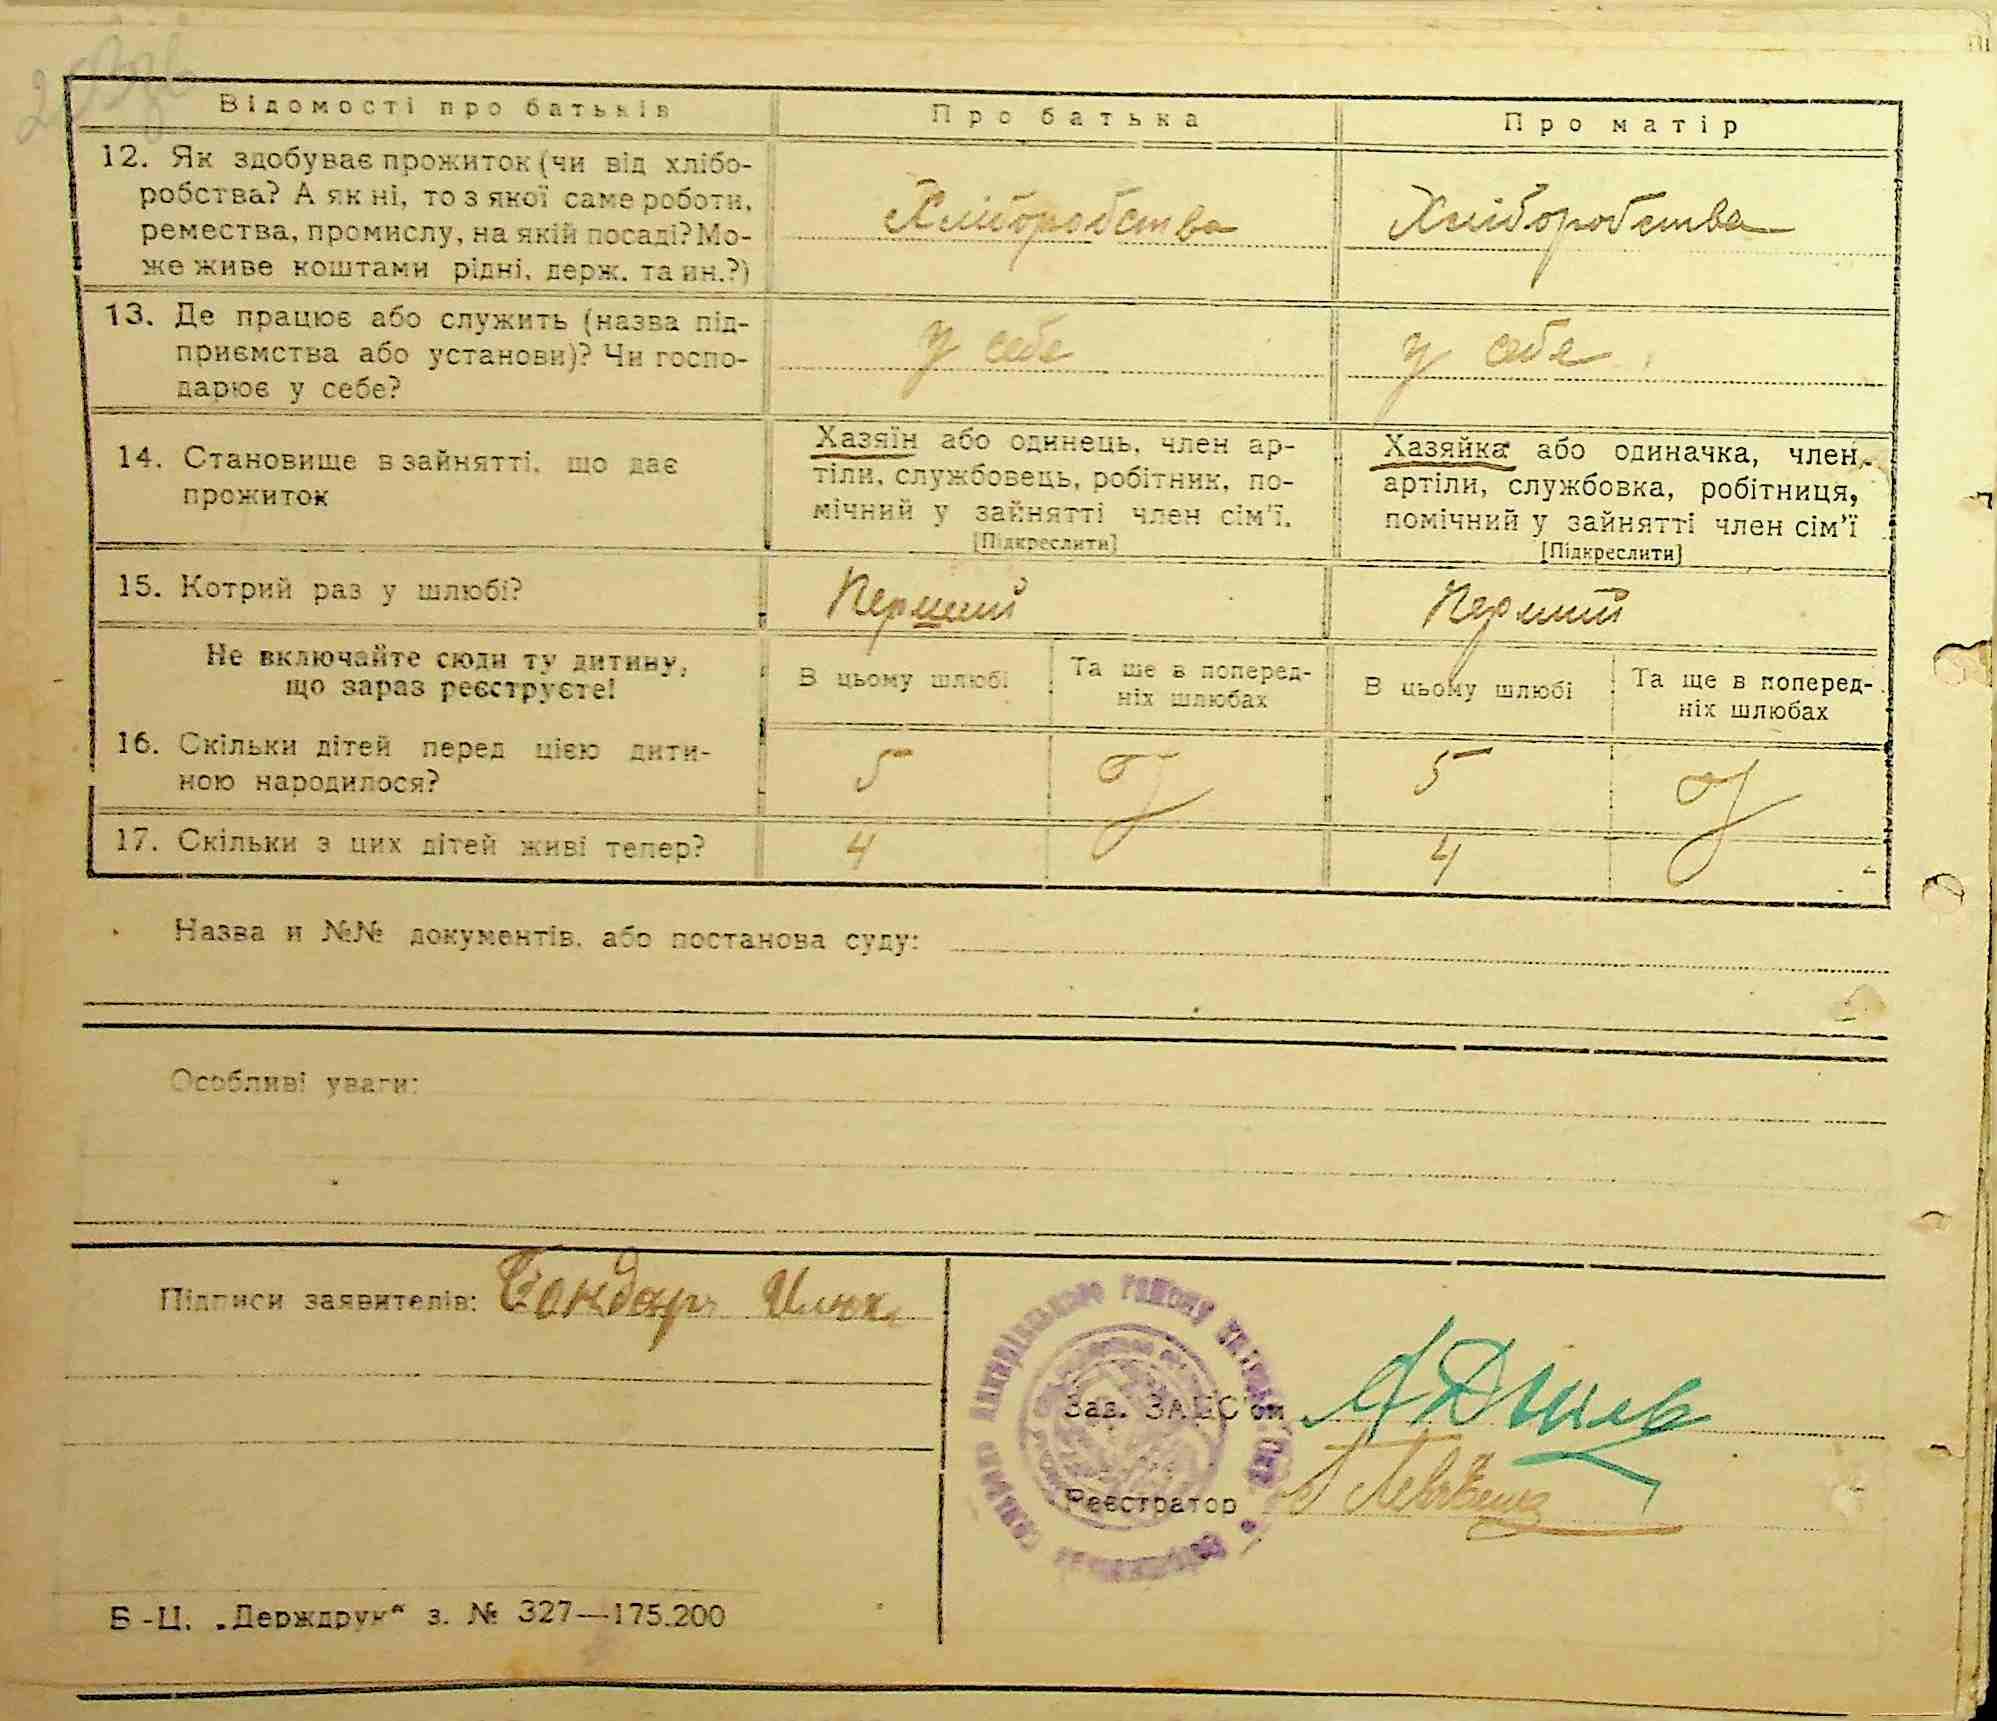 Відомості про батьків
Про батька
Про матір
12. Як здобуває прожиток (чи від хлібо-
робства? А як ні, то з якої саме роботи,
ремества, промислу, на якій посаді? Мо-
же живе коштами рідні, держ. та ин.?)
Хліборобства
Хліборобства
13. Де працює або служить (назва під-
приємства або установи)? Чи госпо-
дарює у себе?
у себе
у себе
14. Становище в зайнятті, що дає
прожиток
Хазяїн або одинець, член ар-
тіли, службовець, робітник, по-
мічний у зайнятті член сім'ї.
[Підкреслити]
Хазяйка або одиначка, член
артіли, службовка, робітниця,
помічний у зайнятті член сім'ї
[Підкреслити]
15. Котрий раз у шлюбі?
Перший
Перший
Не включайте сюди ту дитину,
що зараз реєструєте!
В цьому шлюбі
Та ще в поперед-
ніх шлюбах
В цьому шлюбі
Та ще в поперед-
ніх шлюбах
16. Скільки дітей перед цією дити-
ною народилося?
5
5
17. Скільки з цих дітей живі тепер?
4
4
Назва и №№ документів, або постанова суду:
Особливі уваги:
Підписи заявителів: Бондарь
району
Зав. ЗАГС'ом
Реєстратор
Б-Ц. „Держдрук“ з. № 327—175.200